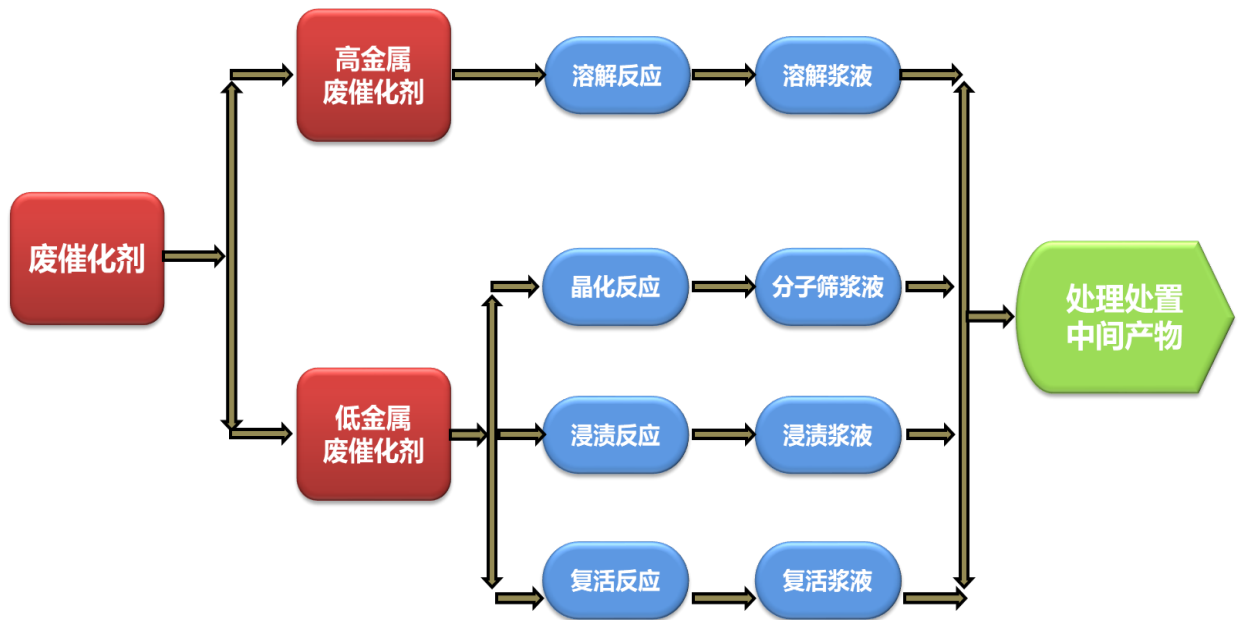 高金属
废催化剂
溶解反应
溶解浆液
废催化剂
晶化反应
分子筛浆液
处理处置
中间产物
低金属
废催化剂
浸渍反应
浸渍浆液
复活反应
复活浆液